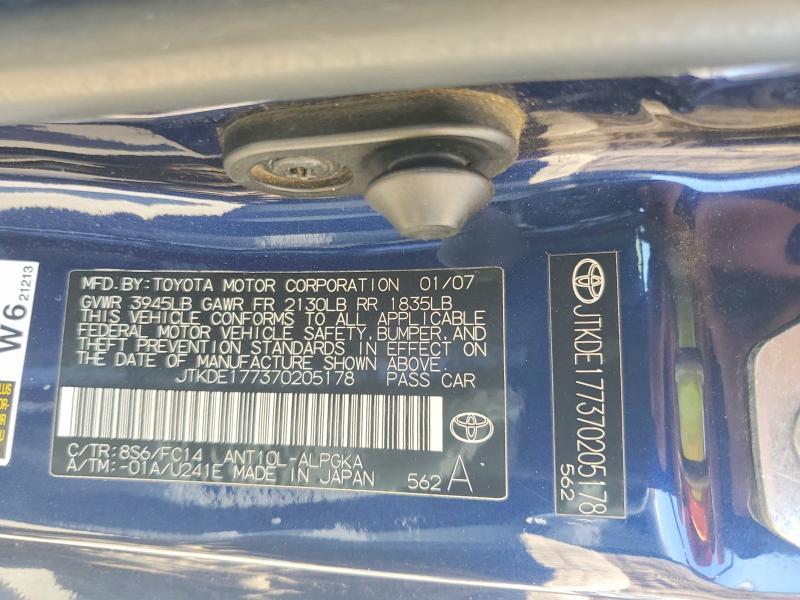 MFD.BY:TOYOTA MOTOR CORPORATION 01/07
GVWR 3945LB GAWR FR 2130LB RR 1835LB
THIS VEHICLE CONFORMS TO ALL APPLICABLE
FEDERAL MOTOR VEHICLE SAFETY, BUMPER, AND
THEFT PREVENTION STANDARDS IN EFFECT ON
THE DATE OF MANUFACTURE SHOWN ABOVE.
JTKDE177370205178 PASS CAR
C/TR:8S6/FC14 ANT10L-ALPGKA
A/TM:-01A/U241E MADE IN JAPAN 562 A
JTKDE177370205178
562
W6
21213